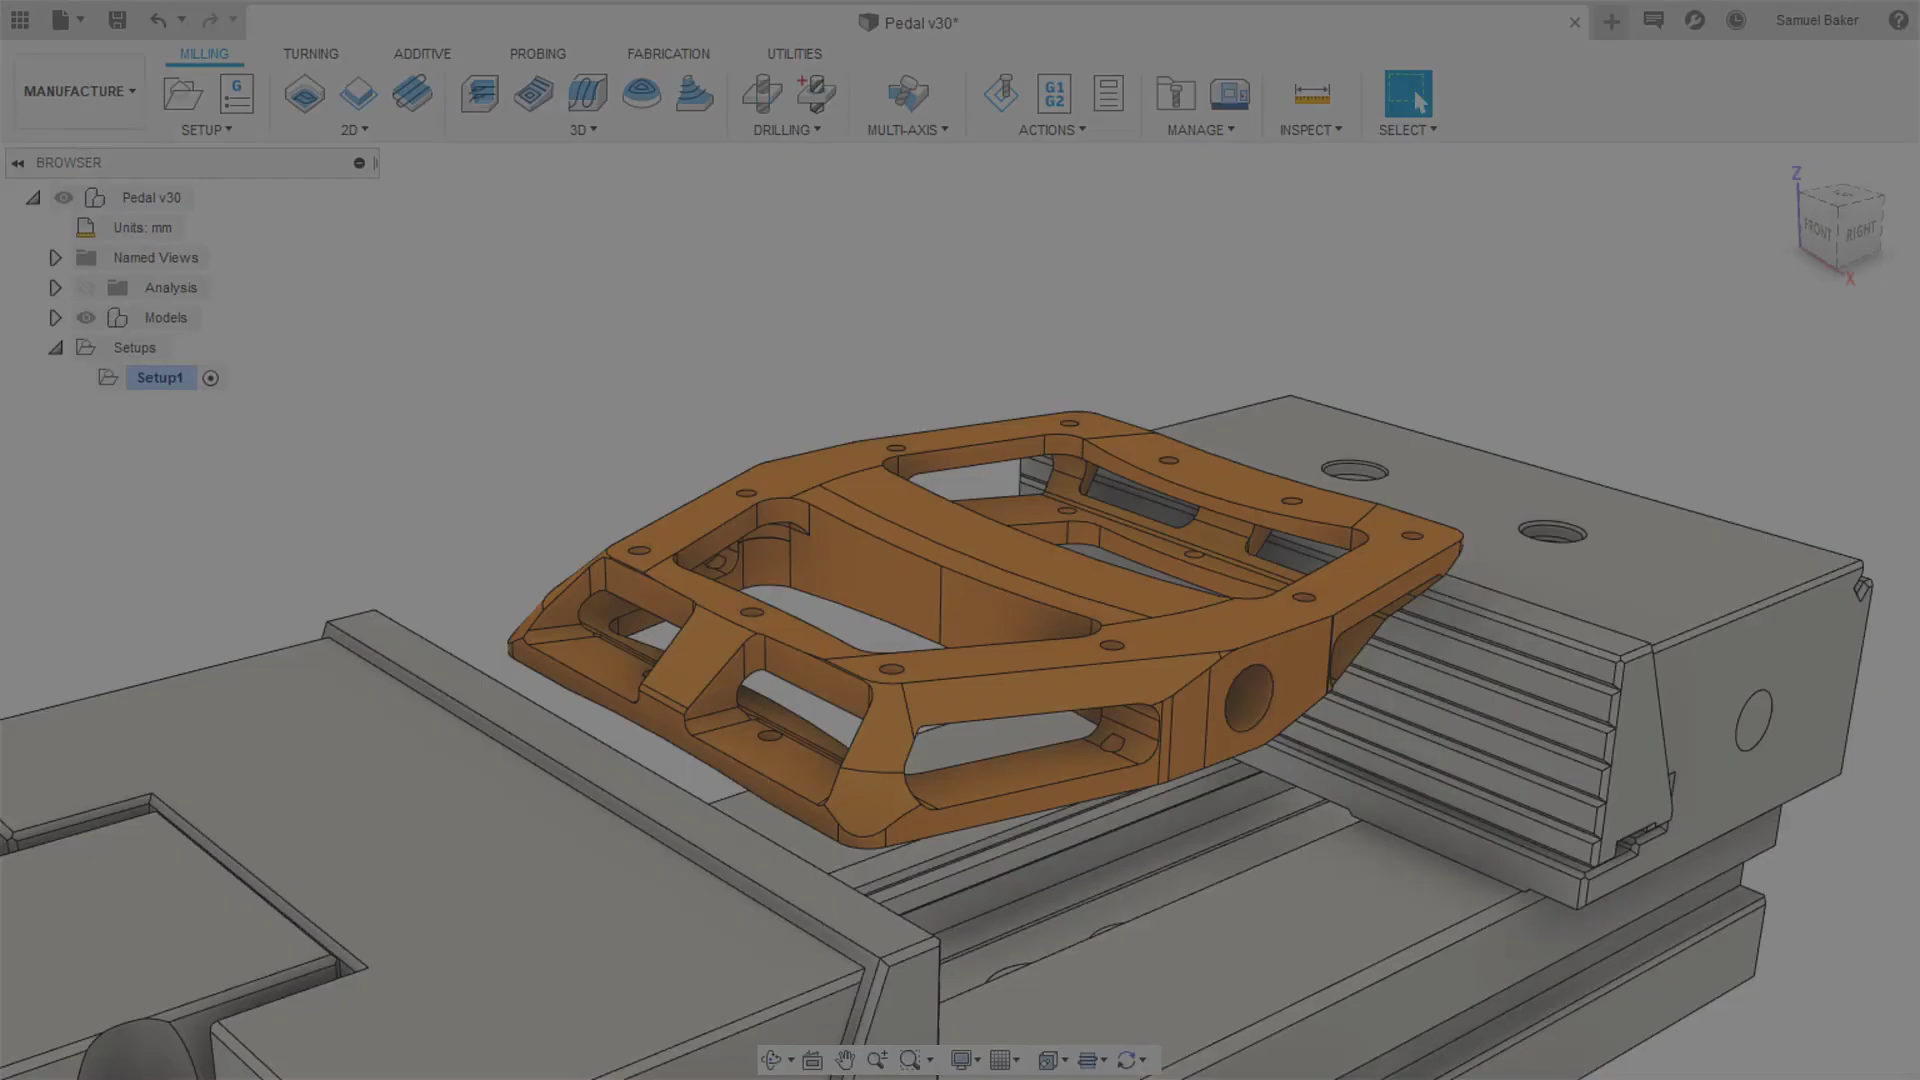 Pedal v30*
Samuel Baker
MILLING TURNING ADDITIVE PROBING FABRICATION UTILITIES
MANUFACTURE
G
G1
G2
SETUP 2D 3D DRILLING MULTI-AXIS ACTIONS MANAGE INSPECT SELECT
BROWSER
Pedal v30
Units: mm
Named Views
Analysis
Models
Setups
Setup1
Z
FRONT RIGHT
X